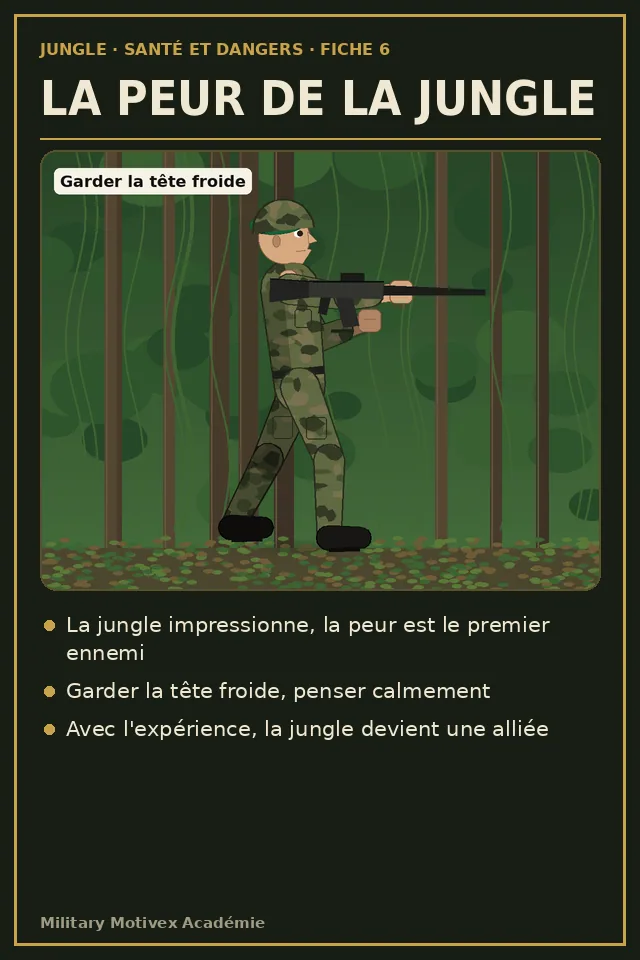 JUNGLE · SANTÉ ET DANGERS · FICHE 6
LA PEUR DE LA JUNGLE
Garder la tête froide
La jungle impressionne, la peur est le premier
ennemi
Garder la tête froide, penser calmement
Avec l'expérience, la jungle devient une alliée
Military Motivex Académie